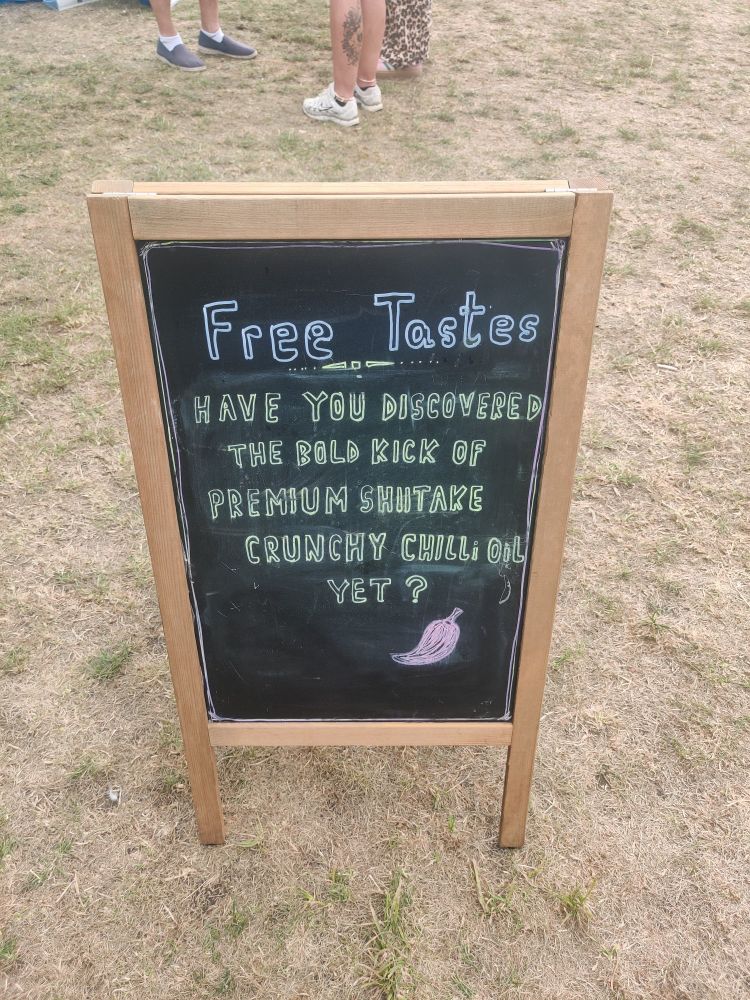 Free Tastes
HAVE YOU DISCOVERED
THE BOLD KICK OF
PREMIUM SHIITAKE
CRUNCHY CHILLi OIL
YET?